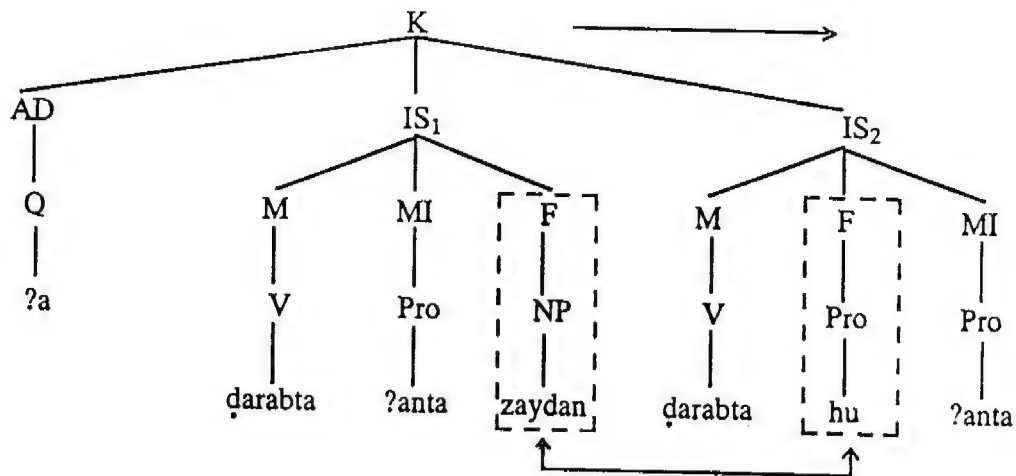 K
AD IS₁ IS₂
Q M MI F M F MI
?a V Pro NP V Pro Pro
ḍarabta ?anta zaydan ḍarabta hu ?anta